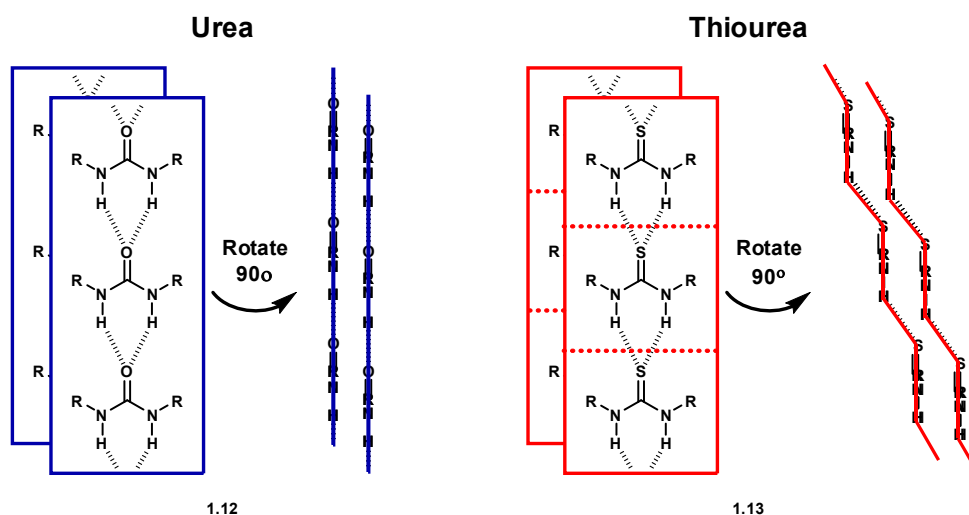 Urea
O
R R R
N N
H H
O
R R R
N N
H H
O
R R R
N N
H H
Rotate
90o
1.12
Thiourea
S
R R R
N N
H H
S
R R R
N N
H H
S
R R R
N N
H H
Rotate
90º
1.13